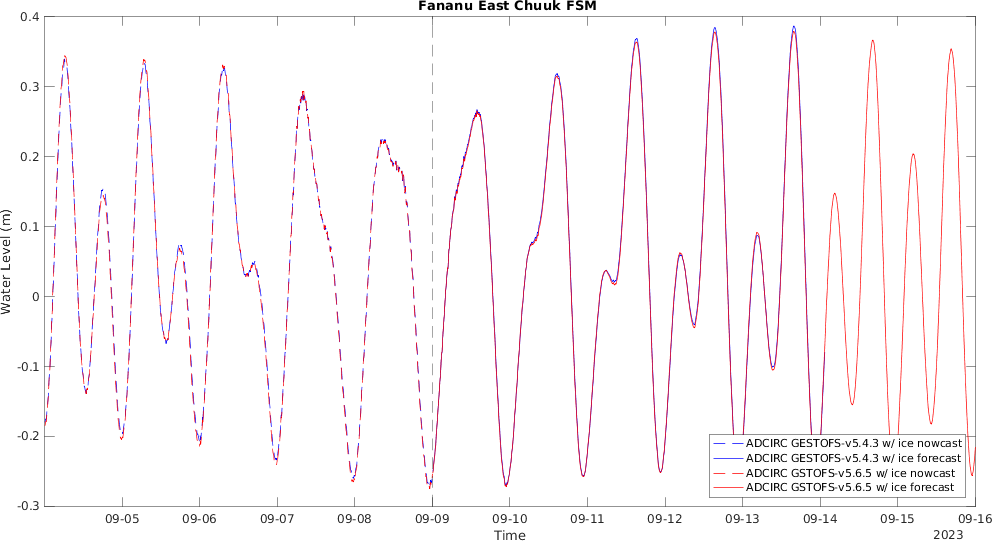 Fananu East Chuuk FSM
0.4
0.3
0.2
0.1
0
-0.1
-0.2
-0.3
Water Level (m)
ADCIRC GESTOFS-v5.4.3 w/ ice nowcast
ADCIRC GESTOFS-v5.4.3 w/ ice forecast
ADCIRC GSTOFS-v5.6.5 w/ ice nowcast
ADCIRC GSTOFS-v5.6.5 w/ ice forecast
09-05 09-06 09-07 09-08 09-09 09-10 09-11 09-12 09-13 09-14 09-15 09-16
Time
2023